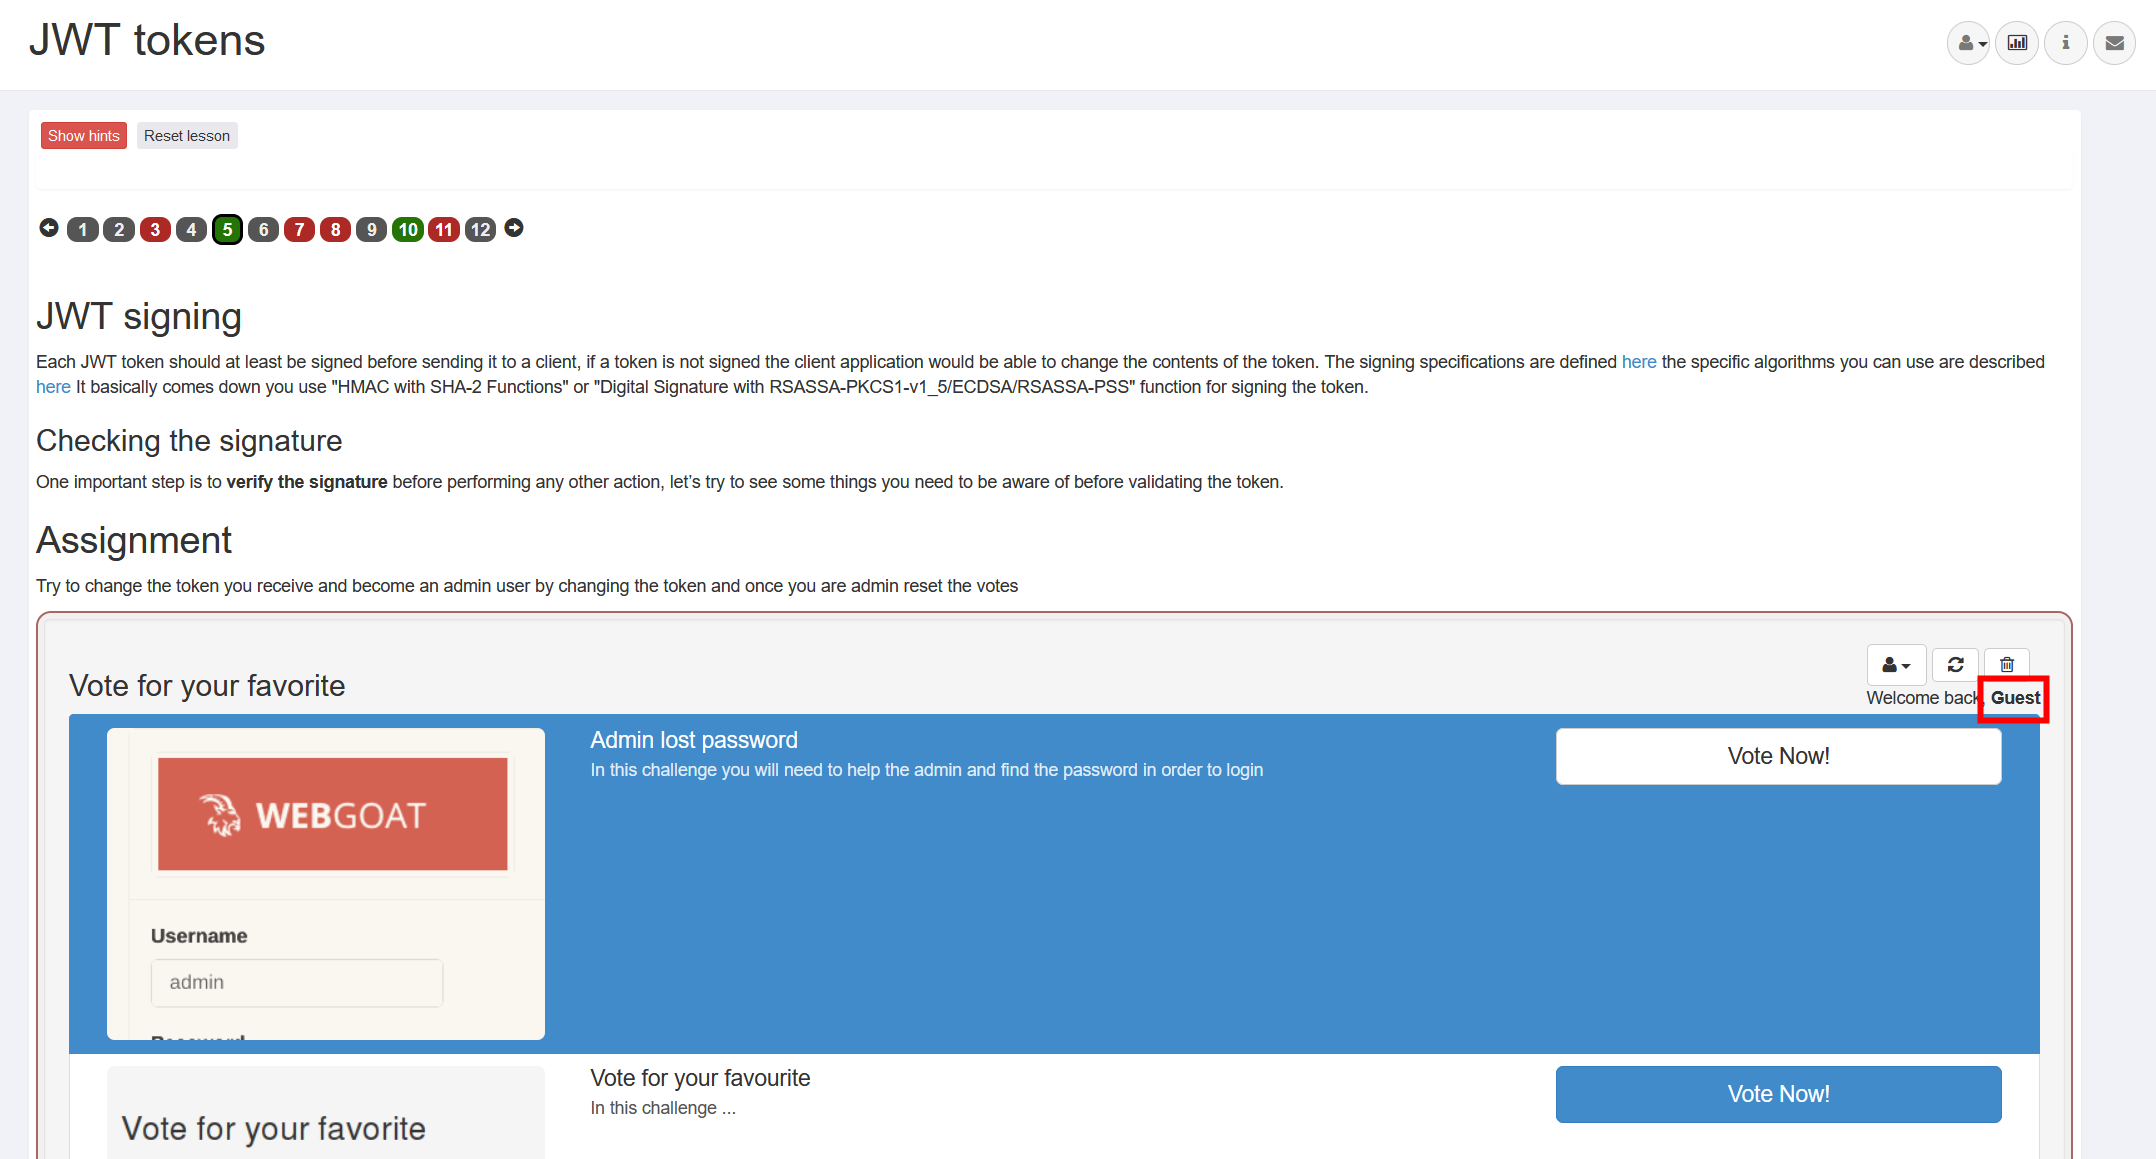 JWT tokens
Show hints Reset lesson
1 2 3 4 5 6 7 8 9 10 11 12
JWT signing
Each JWT token should at least be signed before sending it to a client, if a token is not signed the client application would be able to change the contents of the token. The signing specifications are defined here the specific algorithms you can use are described
here It basically comes down you use "HMAC with SHA-2 Functions" or "Digital Signature with RSASSA-PKCS1-v1_5/ECDSA/RSASSA-PSS" function for signing the token.
Checking the signature
One important step is to verify the signature before performing any other action, let’s try to see some things you need to be aware of before validating the token.
Assignment
Try to change the token you receive and become an admin user by changing the token and once you are admin reset the votes
Vote for your favorite
Welcome back, Guest
WEBGOAT
Username
admin
Password
Admin lost password
In this challenge you will need to help the admin and find the password in order to login
Vote Now!
Vote for your favorite
Vote for your favourite
In this challenge ...
Vote Now!